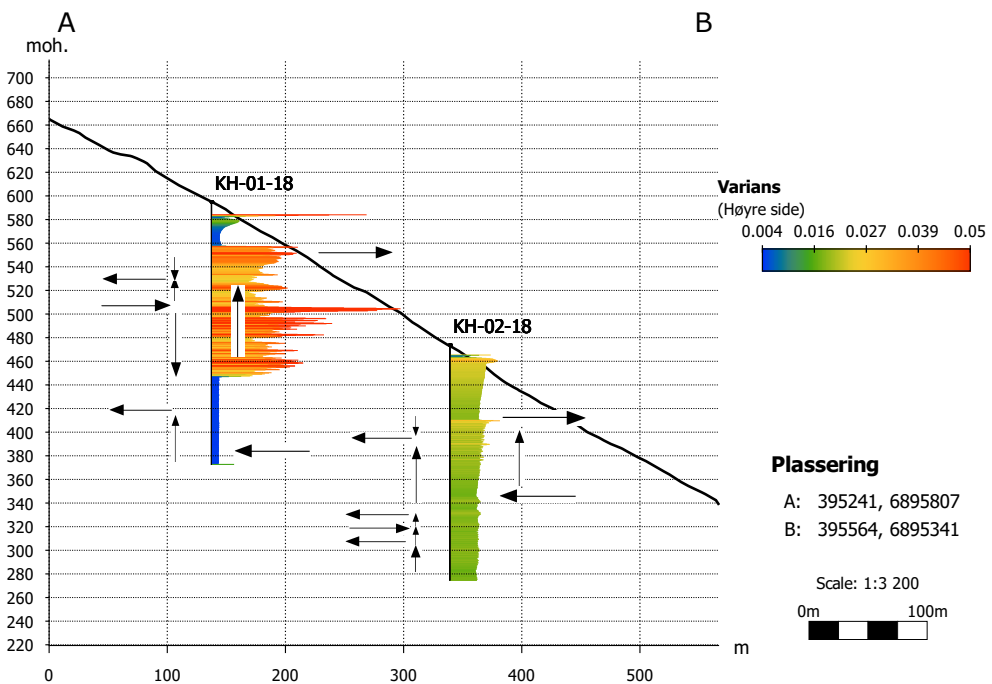 A
B
moh.
700
680
660
640
620
600
580
560
540
520
500
480
460
440
420
400
380
360
340
320
300
280
260
240
220
KH-01-18
KH-02-18
m
0 100 200 300 400 500
Varians
(Høyre side)
0.004 0.016 0.027 0.039 0.05
Plassering
A: 395241, 6895807
B: 395564, 6895341
Scale: 1:3 200
0m 100m